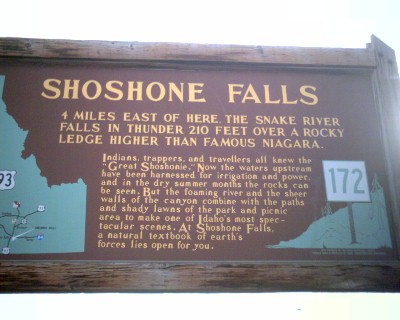 SHOSHONE FALLS
4 MILES EAST OF HERE, THE SNAKE RIVER
FALLS IN THUNDER 210 FEET OVER A ROCKY
LEDGE HIGHER THAN FAMOUS NIAGARA.
Indians, trappers, and travellers all knew the
"Great Shoshonie." Now the waters upstream
have been harnessed for irrigation and power,
and in the dry summer months the rocks can
be seen. But the foaming river and the sheer
walls of the canyon combine with the paths
and shady lawns of the park and picnic
area to make one of Idaho's most spec-
tacular scenes. At Shoshone Falls,
a natural textbook of earth's
forces lies open for you.
93
172